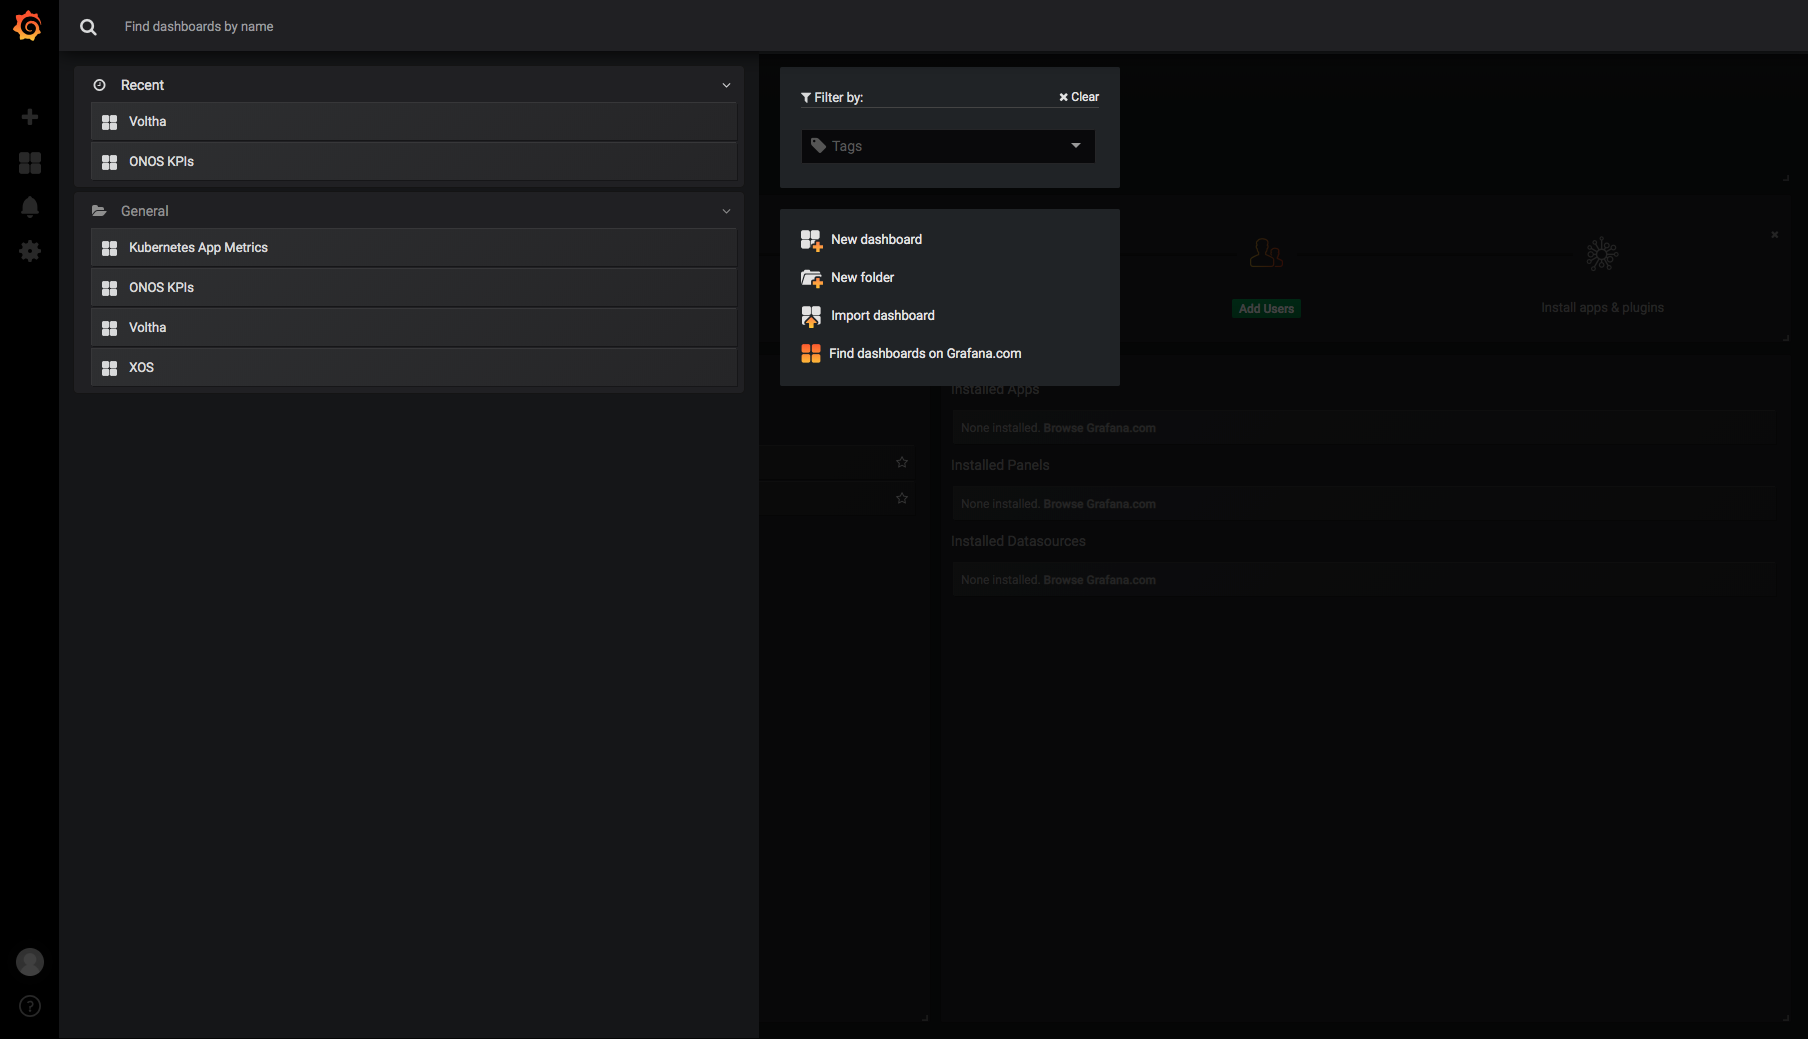 Find dashboards by name
Recent
Voltha
ONOS KPIs
General
Kubernetes App Metrics
ONOS KPIs
Voltha
XOS
Filter by:
Clear
Tags
New dashboard
New folder
Import dashboard
Find dashboards on Grafana.com
Add Users
Install apps & plugins
Installed Apps
None installed. Browse Grafana.com
Installed Panels
None installed. Browse Grafana.com
Installed Datasources
None installed. Browse Grafana.com
?